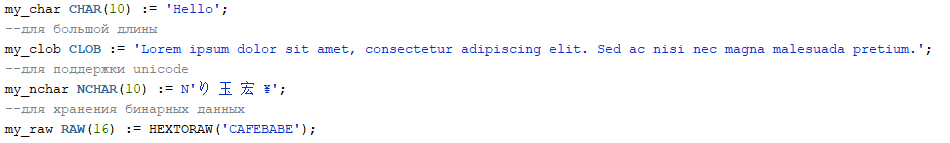 my_char CHAR(10) := 'Hello';
--для большой длины
my_clob CLOB := 'Lorem ipsum dolor sit amet, consectetur adipiscing elit. Sed ac nisi nec magna malesuada pretium.';
--для поддержки unicode
my_nchar NCHAR(10) := N'り 玉 宏 ¥';
--для хранения бинарных данных
my_raw RAW(16) := HEXTORAW('CAFEBABE');